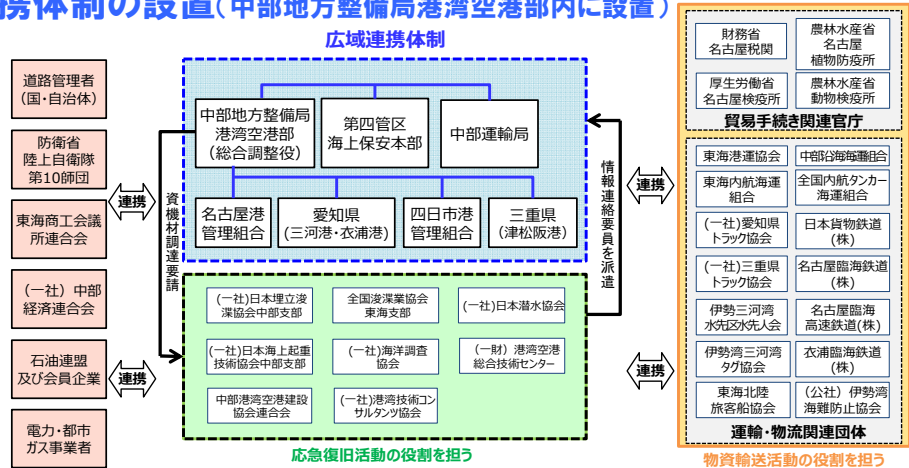 携体制の設置(中部地方整備局港湾空港部内に設置)
広域連携体制
道路管理者
(国・自治体)
防衛省
陸上自衛隊
第10師団
東海商工会議
所連合会
(一社)中部
経済連合会
石油連盟
及び会員企業
電力・都市
ガス事業者
連携
連携
資機材調達要請
中部地方整備局
港湾空港部
(総合調整役)
第四管区
海上保安本部
中部運輸局
名古屋港
管理組合
愛知県
(三河港・衣浦港)
四日市港
管理組合
三重県
(津松阪港)
(一社)日本埋立浚
渫協会中部支部
全国浚渫業協会
東海支部
(一社)日本潜水協会
(一社)日本海上起重
技術協会中部支部
(一社)海洋調査
協会
(一財)港湾空港
総合技術センター
中部港湾空港建設
協会連合会
(一社)港湾技術コン
サルタンツ協会
応急復旧活動の役割を担う
情報連絡要員を派遣
連携
連携
財務省
名古屋税関
農林水産省
名古屋
植物防疫所
厚生労働省
名古屋検疫所
農林水産省
動物検疫所
貿易手続き関連官庁
東海港運協会
中部沿海海運組合
東海内航海運
組合
全国内航タンカー
海運組合
(一社)愛知県
トラック協会
日本貨物鉄道
(株)
(一社)三重県
トラック協会
名古屋臨海鉄道
(株)
伊勢三河湾
水先区水先人会
名古屋臨海
高速鉄道(株)
伊勢湾三河湾
タグ協会
衣浦臨海鉄道
(株)
東海北陸
旅客船協会
(公社)伊勢湾
海難防止協会
運輸・物流関連団体
物資輸送活動の役割を担う